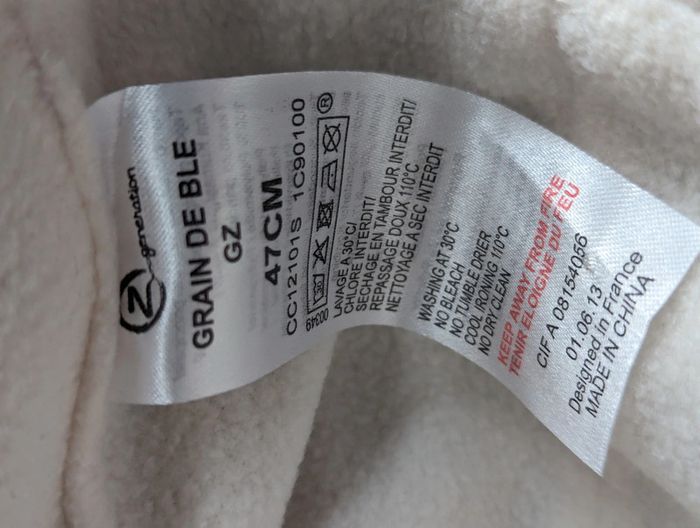 Z generation
GRAIN DE BLE
GZ
47CM
CC12101S 1C90100
00349
LAVAGE A 30°C/
CHLORE INTERDIT/
SECHAGE EN TAMBOUR INTERDIT/
REPASSAGE DOUX 110°C
NETTOYAGE A SEC INTERDIT
WASHING AT 30°C
NO BLEACH
NO TUMBLE DRIER
COOL IRONING 110°C
NO DRY CLEAN
KEEP AWAY FROM FIRE
TENIR ELOIGNE DU FEU
CIF A 08154066
01.06.13
Designed in France
MADE IN CHINA